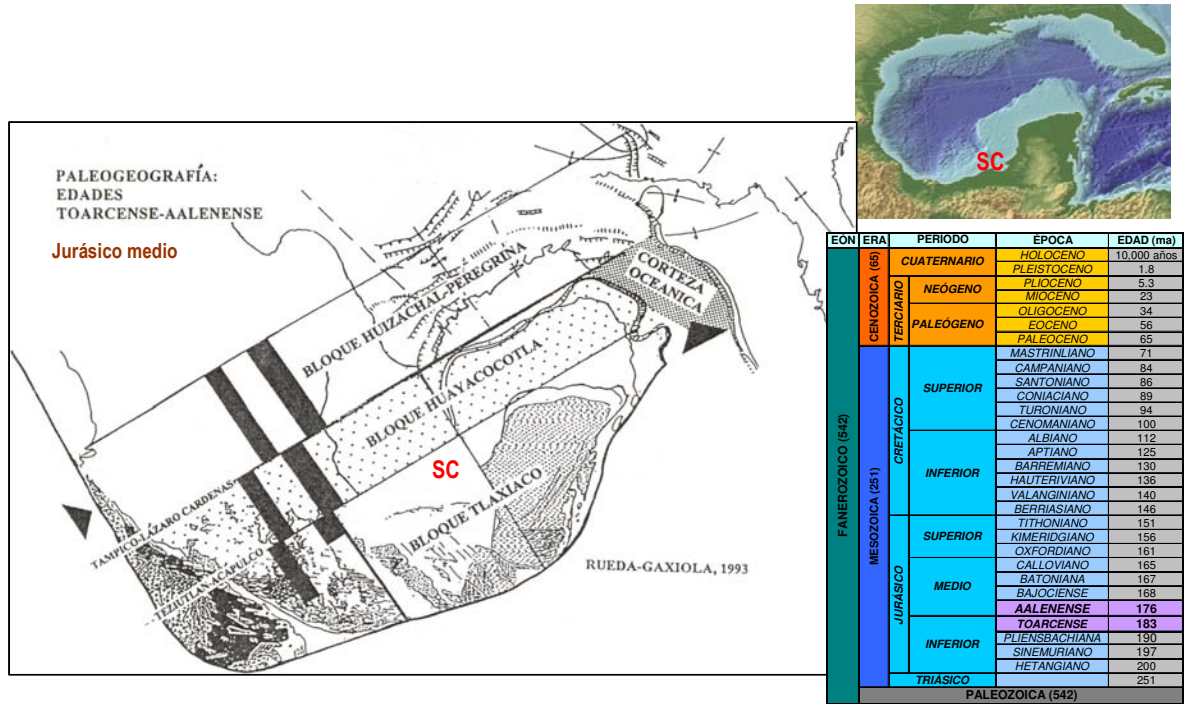 PALEOGEOGRAFÍA:
EDADES
TOARCENSE-AALENENSE
Jurásico medio
BLOQUE HUIZACHAL-PEREGRINA
CORTEZA
OCEANICA
BLOQUE HUAYACOCOTLA
SC
BLOQUE TLAXIACO
TAMPICO-LÁZARO CARDENAS
TEZIUTLÁN-ACAPULCO
RUEDA-GAXIOLA, 1993
SC
EÓN ERA PERIODO ÉPOCA EDAD (ma)
FANEROZOICO (542)
CENOZOICA (65)
CUATERNARIO
HOLOCENO 10,000 años
PLEISTOCENO 1.8
TERCIARIO
NEÓGENO
PLIOCENO 5.3
MIOCENO 23
PALEÓGENO
OLIGOCENO 34
EOCENO 56
PALEOCENO 65
MESOZOICA (251)
CRETÁCICO
SUPERIOR
MASTRINLIANO 71
CAMPANIANO 84
SANTONIANO 86
CONIACIANO 89
TURONIANO 94
CENOMANIANO 100
INFERIOR
ALBIANO 112
APTIANO 125
BARREMIANO 130
HAUTERIVIANO 136
VALANGINIANO 140
BERRIASIANO 146
JURÁSICO
SUPERIOR
TITHONIANO 151
KIMERIDGIANO 156
OXFORDIANO 161
MEDIO
CALLOVIANO 165
BATONIANA 167
BAJOCIENSE 168
AALENENSE 176
INFERIOR
TOARCENSE 183
PLIENSBACHIANA 190
SINEMURIANO 197
HETANGIANO 200
TRIÁSICO 251
PALEOZOICA (542)